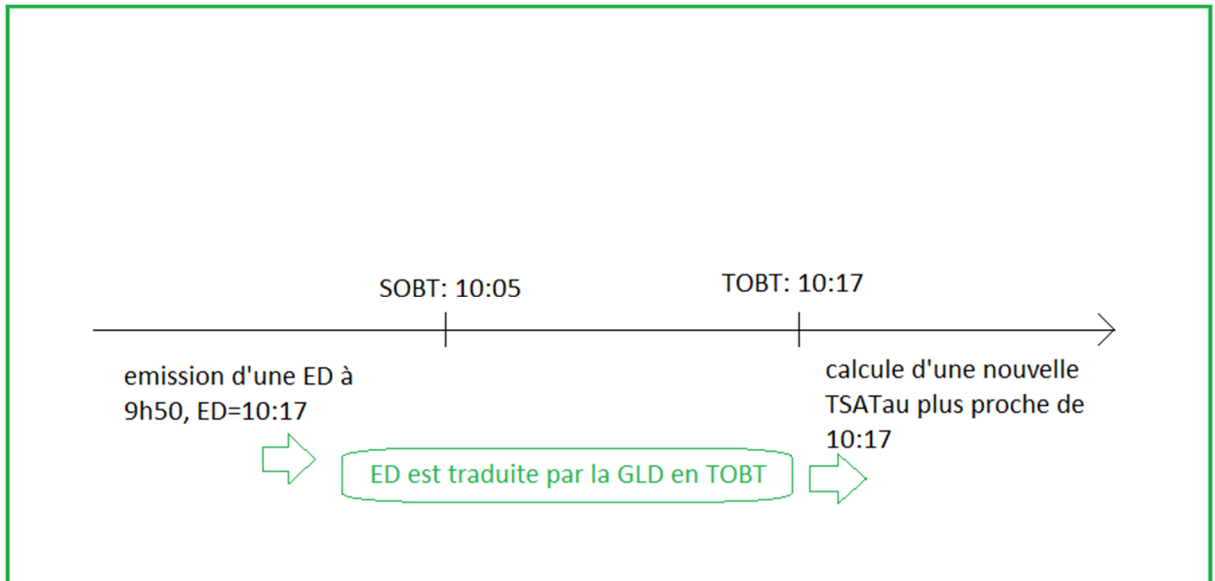 SOBT: 10:05
TOBT: 10:17
emission d'une ED à
9h50, ED=10:17
calcule d'une nouvelle
TSATau plus proche de
10:17
ED est traduite par la GLD en TOBT